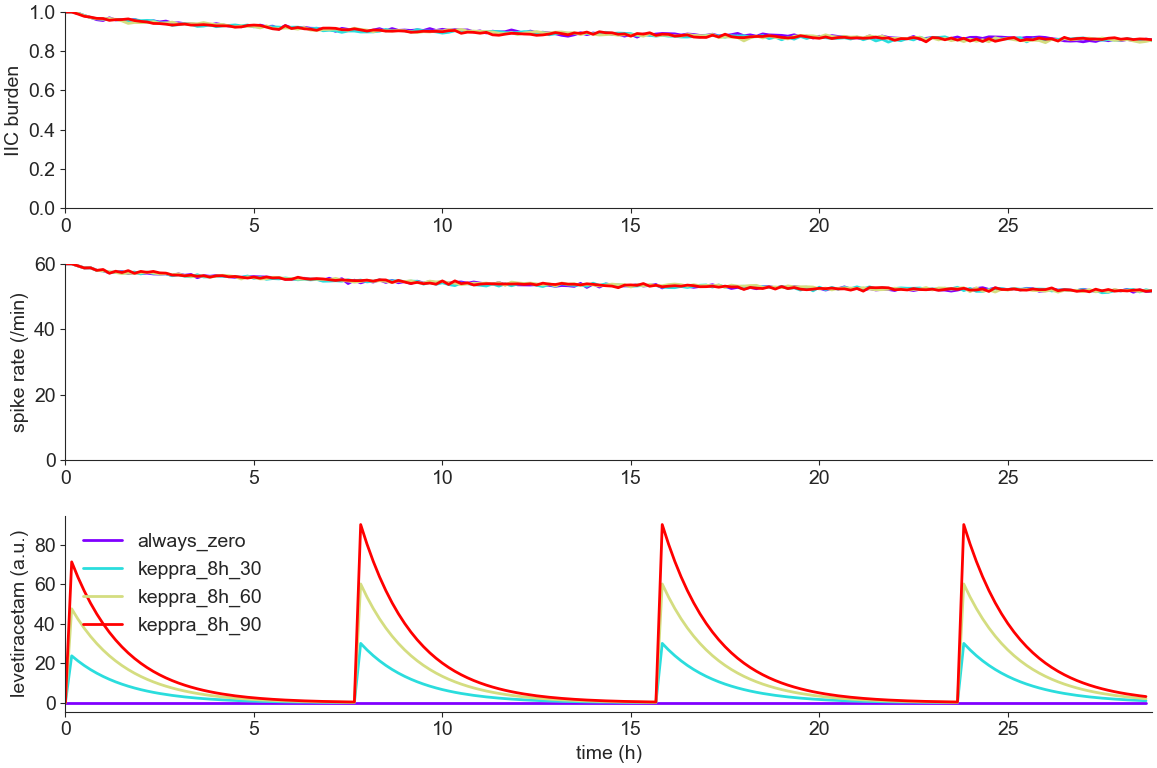 IIC burden
1.0
0.8
0.6
0.4
0.2
0.0
0 5 10 15 20 25
spike rate (/min)
60
40
20
0
0 5 10 15 20 25
levetiracetam (a.u.)
80
60
40
20
0
always_zero
keppra_8h_30
keppra_8h_60
keppra_8h_90
0 5 10 15 20 25
time (h)